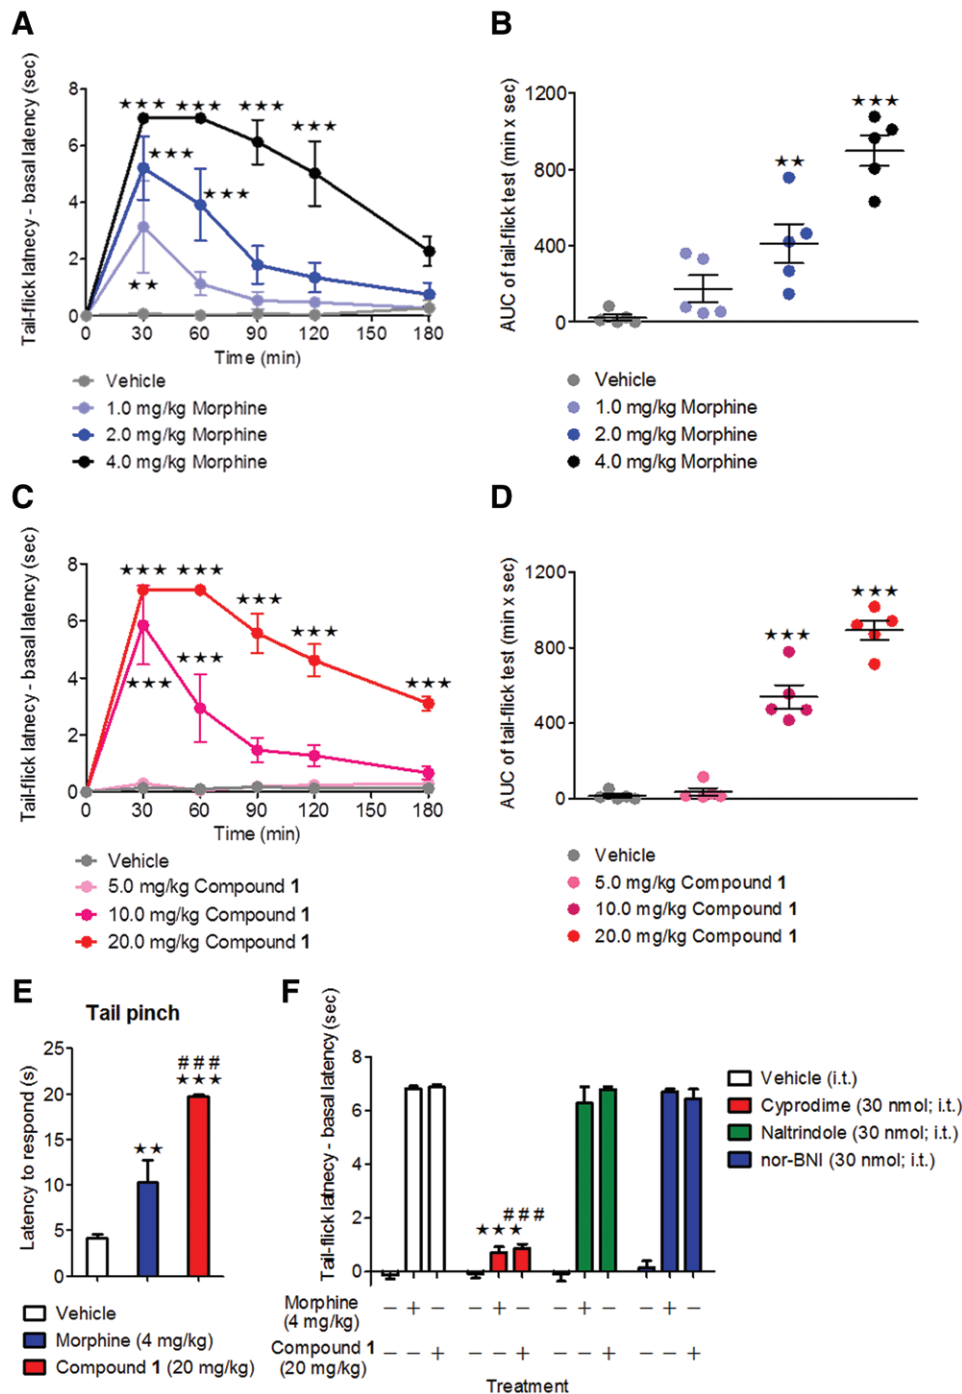 A
Tail-flick latnecy - basal latency (sec)
8
6
4
2
0
★★★ ★★★ ★★★
★★★
★★★
★★★
★★
0 30 60 90 120 150 180
Time (min)
Vehicle
1.0 mg/kg Morphine
2.0 mg/kg Morphine
4.0 mg/kg Morphine
B
AUC of tail-flick test (min x sec)
1200
800
400
0
★★★
★★
Vehicle
1.0 mg/kg Morphine
2.0 mg/kg Morphine
4.0 mg/kg Morphine
C
Tail-flick latnecy - basal latency (sec)
8
6
4
2
0
★★★ ★★★
★★★
★★★
★★★
★★★ ★★★
0 30 60 90 120 150 180
Time (min)
Vehicle
5.0 mg/kg Compound 1
10.0 mg/kg Compound 1
20.0 mg/kg Compound 1
D
AUC of tail-flick test (min x sec)
1200
800
400
0
★★★
★★★
Vehicle
5.0 mg/kg Compound 1
10.0 mg/kg Compound 1
20.0 mg/kg Compound 1
E
Tail pinch
Latency to respond (s)
25
20
15
10
5
0
###
★★★
★★
Vehicle
Morphine (4 mg/kg)
Compound 1 (20 mg/kg)
F
Tail-flick latnecy - basal latency (sec)
8
6
4
2
0
###
★★★
Vehicle (i.t.)
Cyprodime (30 nmol; i.t.)
Naltrindole (30 nmol; i.t.)
nor-BNI (30 nmol; i.t.)
Morphine − + − − + − − + − − + −
(4 mg/kg)
Compound 1 − − + − − + − − + − − +
(20 mg/kg)
Treatment